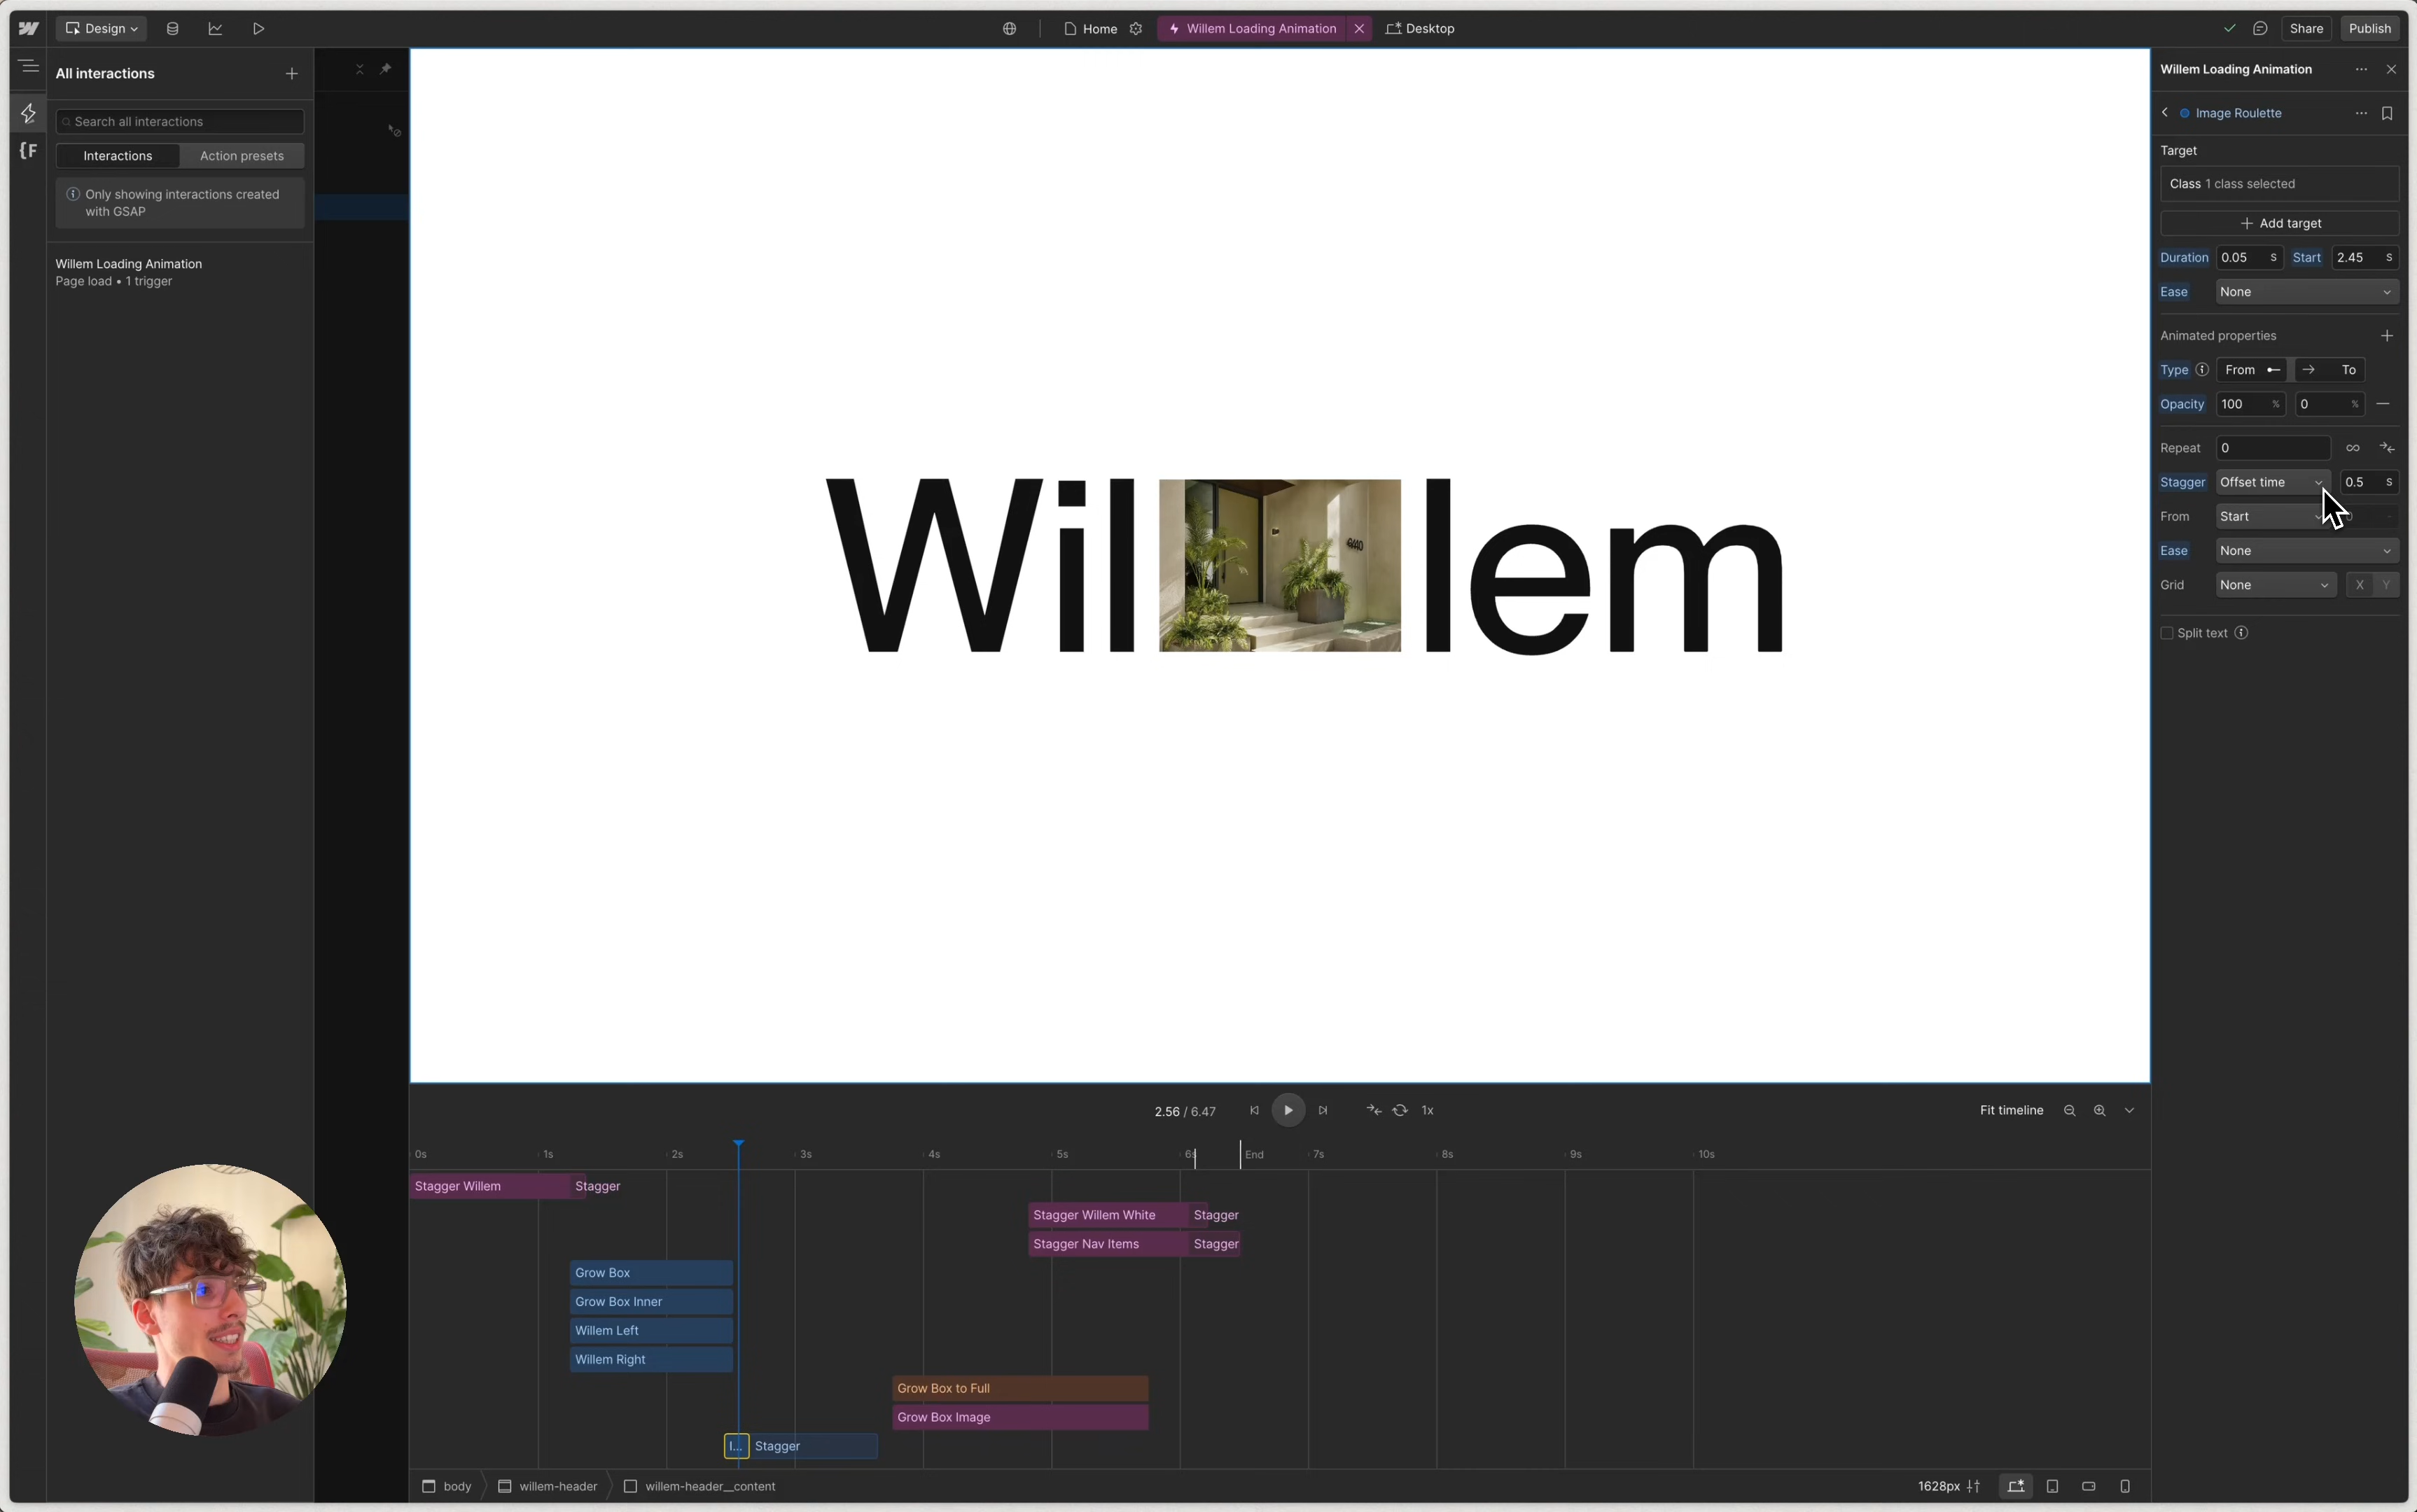 Design
Home
Willem Loading Animation
Desktop
Share
Publish
All interactions
Search all interactions
Interactions
Action presets
Only showing interactions created
with GSAP
Willem Loading Animation
Page load • 1 trigger
{F
Wil
lem
Willem Loading Animation
Image Roulette
Target
Class 1 class selected
Add target
Duration 0.05 s Start 2.45 s
Ease None
Animated properties
Type From To
Opacity 100 % 0 %
Repeat 0
Stagger Offset time 0.5 s
From Start
Ease None
Grid None X Y
Split text
2.56 / 6.47
1x
Fit timeline
0s 1s 2s 3s 4s 5s 6s End 7s 8s 9s 10s
Stagger Willem Stagger
Stagger Willem White Stagger
Stagger Nav Items Stagger
Grow Box
Grow Box Inner
Willem Left
Willem Right
Grow Box to Full
Grow Box Image
I... Stagger
body willem-header willem-header__content
1628px